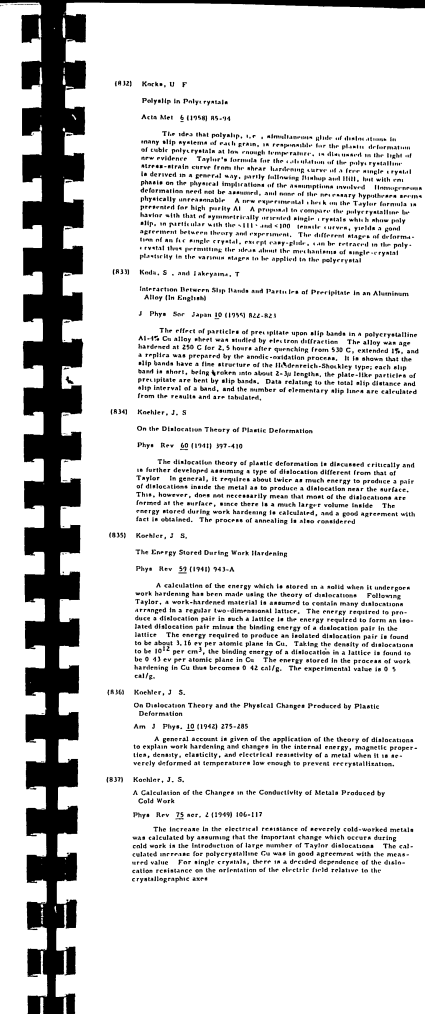 (832) Kocks, U F
Polyslip in Polycrystals
Acta Met 6 (1958) 85-94
The idea that polyslip, i.e , simultaneous glide of dislocations in
many slip systems of each grain, is responsible for the plastic deformation
of cubic polycrystals at low enough temperature, is discussed in the light of
new evidence Taylor's formula for the calculation of the polycrystalline
stress-strain curve from the shear hardening curve of a free single crystal
is derived in a general way, partly following Bishop and Hill, but with em
phasis on the physical implications of the assumptions involved Homogeneous
deformation need not be assumed, and none of the necessary hypotheses seems
physically unreasonable A new experimental check on the Taylor formula is
presented for high purity Al A proposal to compare the polycrystalline be
havior with that of symmetrically oriented single crystals which show poly
slip, in particular with the <111> and <100> tensile curves, yields a good
agreement between theory and experiment. The different stages of deforma-
tion of an fcc single crystal, except easy-glide, can be retraced in the poly-
crystal thus permitting the ideas about the mechanisms of single-crystal
plasticity in the various stages to be applied to the polycrystal
(833) Koda, S , and Takeyama, T
Interaction Between Slip Bands and Particles of Precipitate in an Aluminum
Alloy (In English)
J Phys Soc Japan 10 (1955) 822-823
The effect of particles of precipitate upon slip bands in a polycrystalline
Al-4% Cu alloy sheet was studied by electron diffraction The alloy was age
hardened at 250 C for 2, 5 hours after quenching from 530 C, extended 1%, and
a replica was prepared by the anodic-oxidation process. It is shown that the
slip bands have a fine structure of the Heidenreich-Shockley type; each slip
band is short, being broken into about 2-3μ lengths, the plate-like particles of
precipitate are bent by slip bands. Data relating to the total slip distance and
slip interval of a band, and the number of elementary slip lines are calculated
from the results and are tabulated.
(834) Koehler, J. S
On the Dislocation Theory of Plastic Deformation
Phys Rev 60 (1941) 397-410
The dislocation theory of plastic deformation is discussed critically and
is further developed assuming a type of dislocation different from that of
Taylor In general, it requires about twice as much energy to produce a pair
of dislocations inside the metal as to produce a dislocation near the surface.
This, however, does not necessarily mean that most of the dislocations are
formed at the surface, since there is a much larger volume inside The
energy stored during work hardening is calculated, and a good agreement with
fact is obtained. The process of annealing is also considered
(835) Koehler, J S.
The Energy Stored During Work Hardening
Phys Rev 59 (1941) 943-A
A calculation of the energy which is stored in a solid when it undergoes
work hardening has been made using the theory of dislocations Following
Taylor, a work-hardened material is assumed to contain many dislocations
arranged in a regular two-dimensional lattice. The energy required to pro-
duce a dislocation pair in such a lattice is the energy required to form an iso-
lated dislocation pair minus the binding energy of a dislocation pair in the
lattice The energy required to produce an isolated dislocation pair is found
to be about 3, 16 ev per atomic plane in Cu. Taking the density of dislocations
to be 10^12 per cm^2, the binding energy of a dislocation in a lattice is found to
be 0 43 ev per atomic plane in Cu The energy stored in the process of work
hardening in Cu thus becomes 0 42 cal/g. The experimental value is 0 5
cal/g.
(836) Koehler, J S.
On Dislocation Theory and the Physical Changes Produced by Plastic
Deformation
Am J Phys. 10 (1942) 275-285
A general account is given of the application of the theory of dislocations
to explain work hardening and changes in the internal energy, magnetic proper-
ties, density, elasticity, and electrical resistivity of a metal when it is se-
verely deformed at temperatures low enough to prevent recrystallization.
(837) Koehler, J. S.
A Calculation of the Changes in the Conductivity of Metals Produced by
Cold Work
Phys Rev 75 ser. 2 (1949) 106-117
The increase in the electrical resistance of severely cold-worked metals
was calculated by assuming that the important change which occurs during
cold work is the introduction of large number of Taylor dislocations The cal-
culated increase for polycrystalline Cu was in good agreement with the meas-
ured value For single crystals, there is a decided dependence of the dislo-
cation resistance on the orientation of the electric field relative to the
crystallographic axes